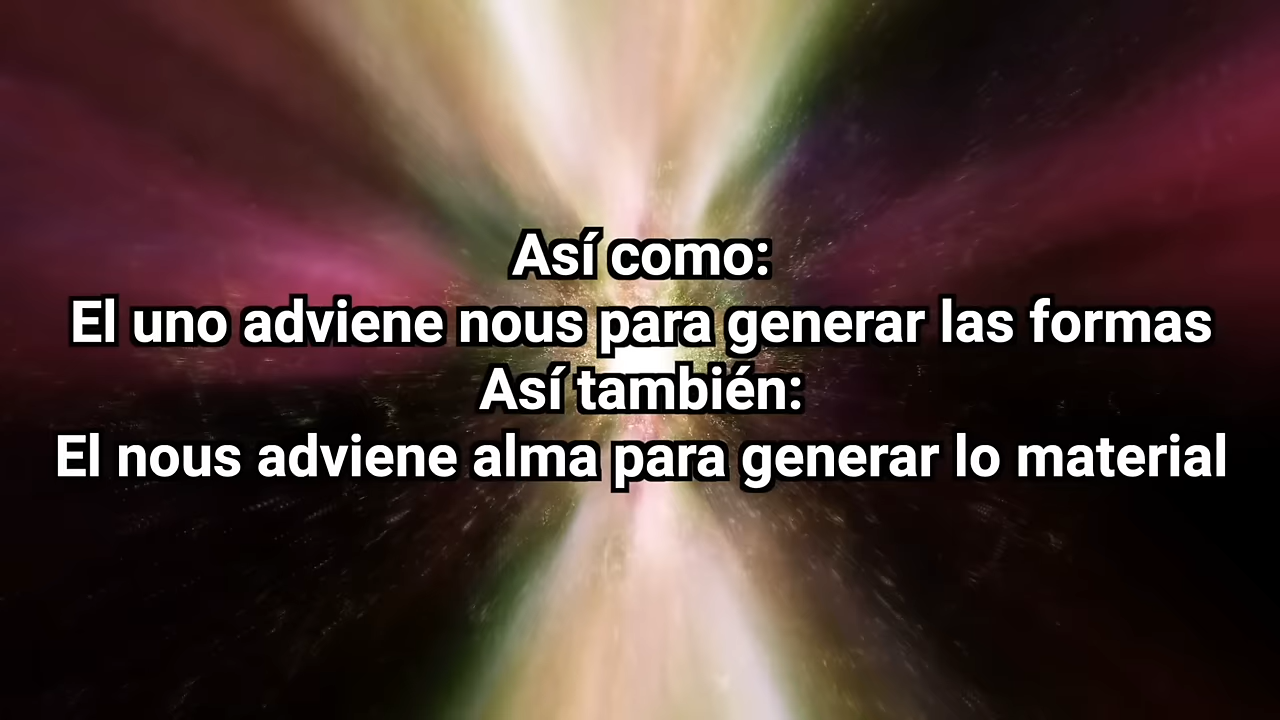 Así como:
El uno adviene nous para generar las formas
Así también:
El nous adviene alma para generar lo material